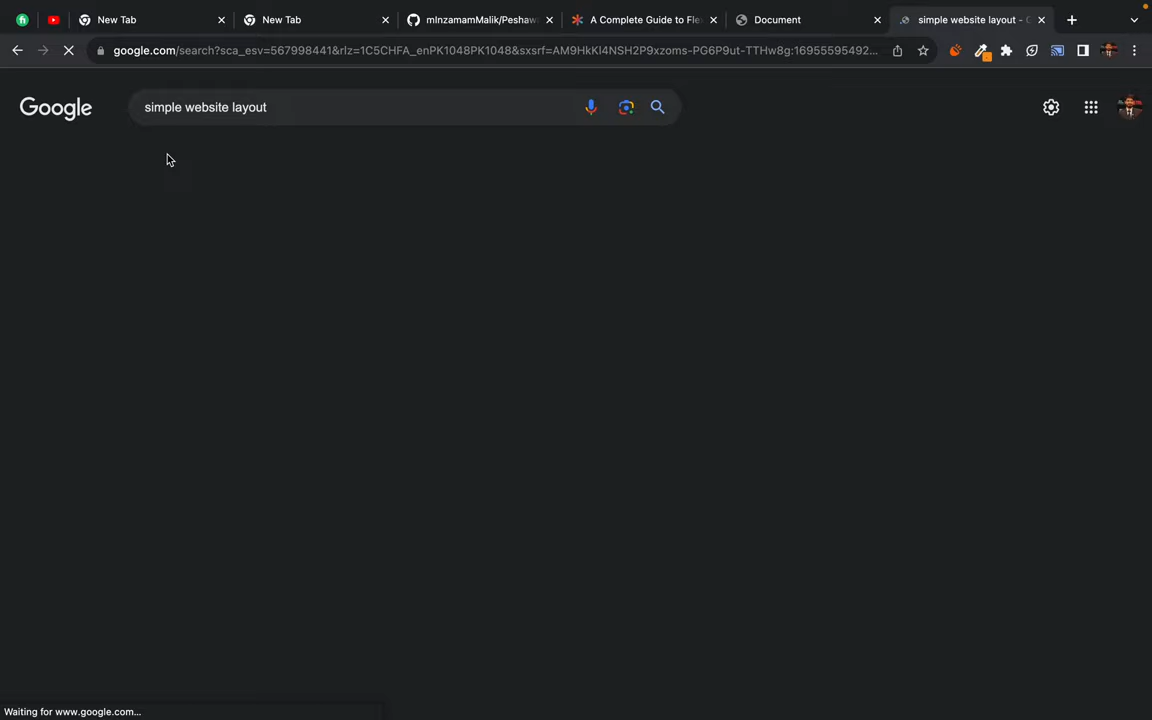 New Tab
New Tab
mInzamamMalik/Peshaw
A Complete Guide to Fle
Document
simple website layout - G
google.com/search?sca_esv=567998441&rlz=1C5CHFA_enPK1048PK1048&sxsrf=AM9HkKl4NSH2P9xzoms-PG6P9ut-TTHw8g:16955595492...
Google
simple website layout
Waiting for www.google.com...